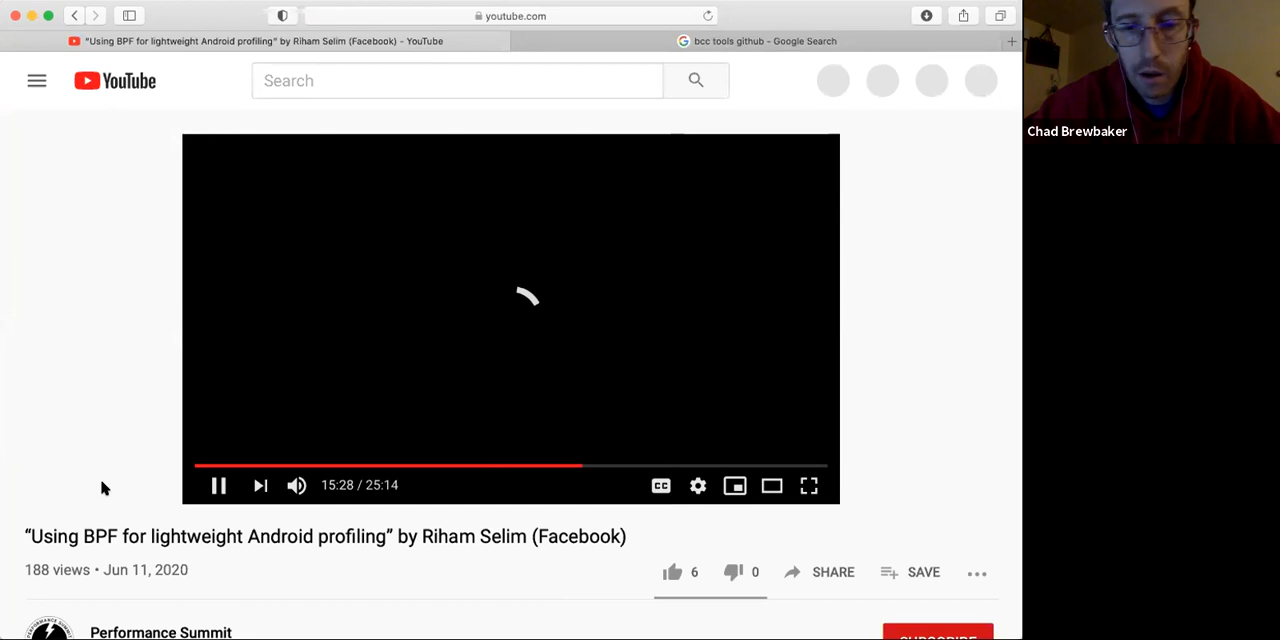 youtube.com
"Using BPF for lightweight Android profiling" by Riham Selim (Facebook) - YouTube
bcc tools github - Google Search
YouTube
Search
Chad Brewbaker
15:28 / 25:14
CC
“Using BPF for lightweight Android profiling” by Riham Selim (Facebook)
188 views • Jun 11, 2020
6
0
SHARE
SAVE
Performance Summit
SUBSCRIBE